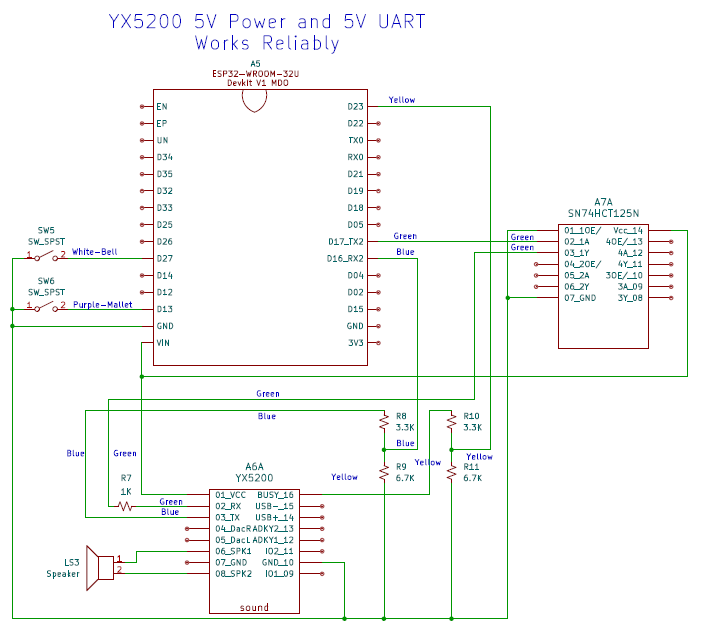 YX5200 5V Power and 5V UART
Works Reliably
A5
ESP32-WROOM-32U
DevKit V1 MDO
EN
EP
UN
D34
D35
D32
D33
D25
D26
D27
D14
D12
D13
GND
VIN
D23
D22
TX0
RX0
D21
D19
D18
D05
D17_TX2
D16_RX2
D04
D02
D15
GND
3V3
Yellow
Green
Blue
SW5
SW_SPST
1
2
White-Bell
SW6
SW_SPST
1
2
Purple-Mallet
A7A
SN74HCT125N
Green
Green
01_1OE/
02_1A
03_1Y
04_2OE/
05_2A
06_2Y
07_GND
Vcc_14
4OE/_13
4A_12
4Y_11
3OE/_10
3A_09
3Y_08
Green
Blue
Blue
Green
R8
3.3K
Blue
R9
6.7K
R10
3.3K
Yellow
Yellow
R11
6.7K
Yellow
R7
1K
Green
Blue
A6A
YX5200
01_VCC
02_RX
03_TX
04_DacR
05_DacL
06_SPK1
07_GND
08_SPK2
BUSY_16
USB-_15
USB+_14
ADKY2_13
ADKY1_12
IO2_11
GND_10
IO1_09
sound
LS3
Speaker
1
2